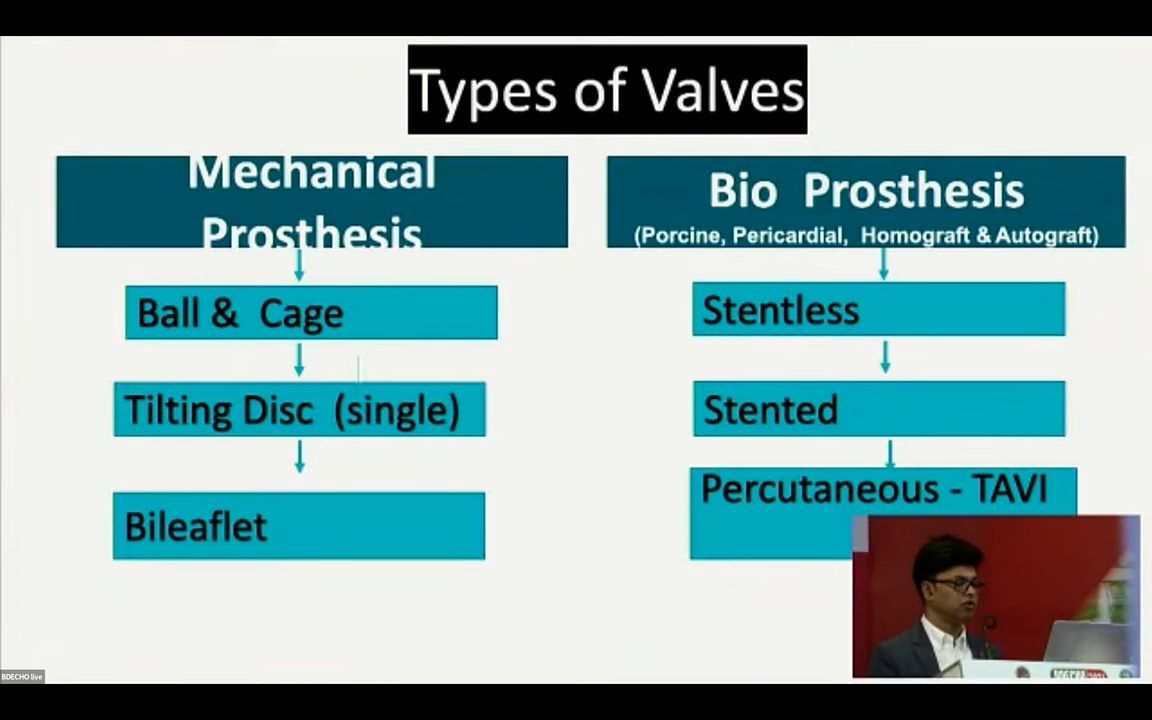 Types of Valves
Mechanical
Prosthesis
Bio Prosthesis
(Porcine, Pericardial, Homograft & Autograft)
Ball & Cage
Stentless
Tilting Disc (single)
Stented
Bileaflet
Percutaneous - TAVI
BDECHO live